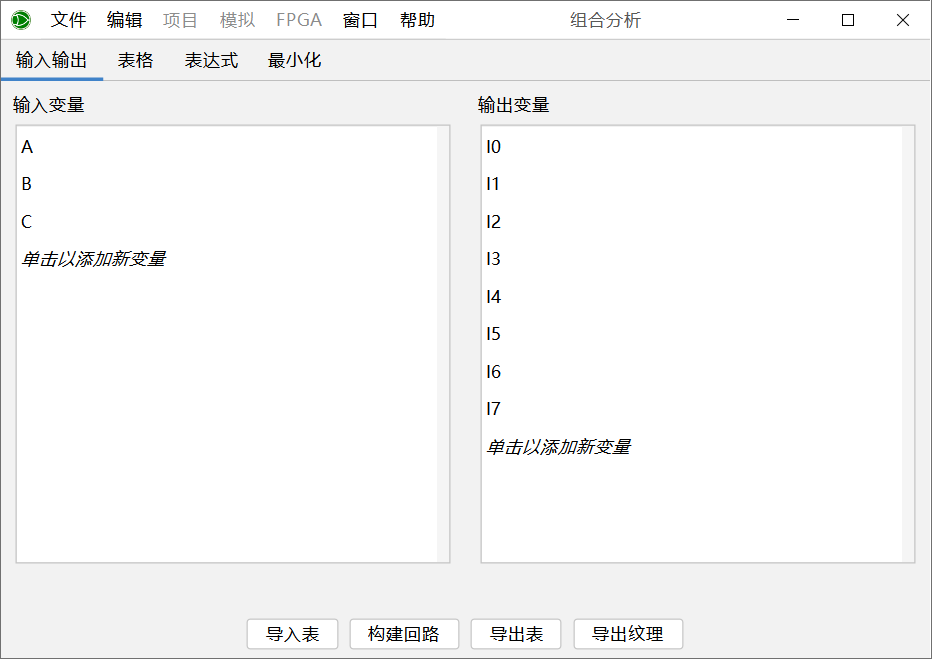 文件 编辑 项目 模拟 FPGA 窗口 帮助 组合分析
输入输出 表格 表达式 最小化
输入变量
A
B
C
单击以添加新变量
输出变量
I0
I1
I2
I3
I4
I5
I6
I7
单击以添加新变量
导入表 构建回路 导出表 导出纹理